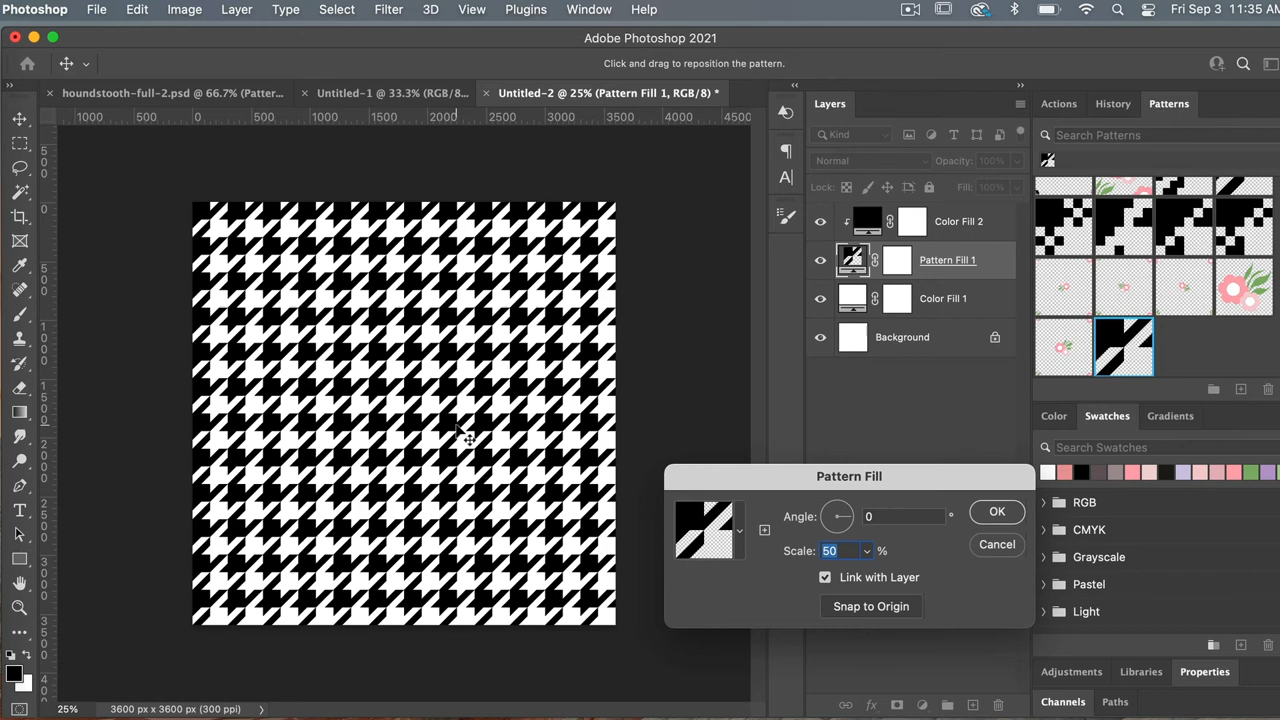 Photoshop File Edit Image Layer Type Select Filter 3D View Plugins Window Help Fri Sep 3 11:35
Adobe Photoshop 2021
Click and drag to reposition the pattern.
houndstooth-full-2.psd @ 66.7% (Patter... Untitled-1 @ 33.3% (RGB/8... Untitled-2 @ 25% (Pattern Fill 1, RGB/8) *
1000 500 0 500 1000 1500 2000 2500 3000 3500 4000 4500
Layers
Kind
Normal Opacity: 100%
Lock: Fill: 100%
Color Fill 2
Pattern Fill 1
Color Fill 1
Background
Actions History Patterns
Search Patterns
Color Swatches Gradients
Search Swatches
RGB
CMYK
Grayscale
Pastel
Light
Adjustments Libraries Properties
Channels Paths
Pattern Fill
Angle: 0 °
OK
Scale: 50 %
Cancel
Link with Layer
Snap to Origin
25% 3600 px x 3600 px (300 ppi)